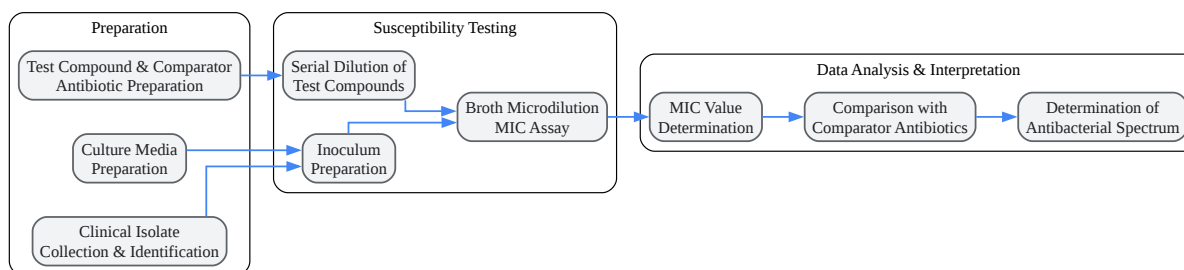 Preparation
Test Compound & Comparator
Antibiotic Preparation
Culture Media
Preparation
Clinical Isolate
Collection & Identification
Susceptibility Testing
Serial Dilution of
Test Compounds
Inoculum
Preparation
Broth Microdilution
MIC Assay
Data Analysis & Interpretation
MIC Value
Determination
Comparison with
Comparator Antibiotics
Determination of
Antibacterial Spectrum